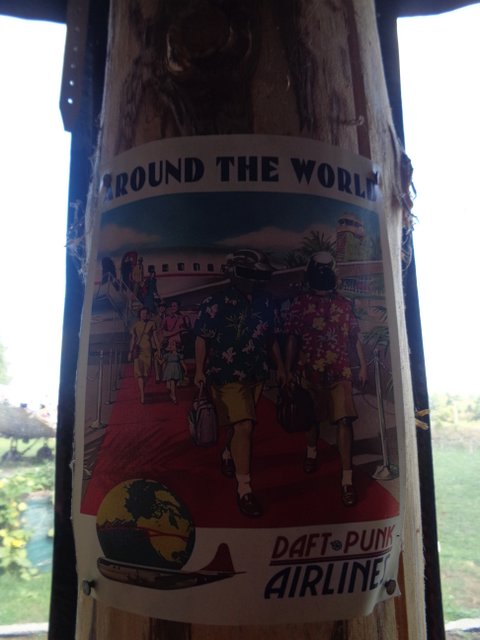 AROUND THE WORLD
DAFT PUNK
AIRLINES